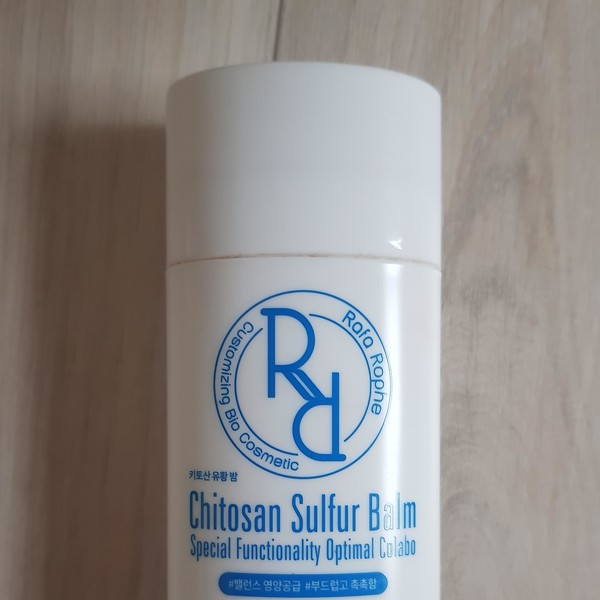 Rafa Rophe
Customizing Bio Cosmetic
키토산 유황 밤
Chitosan Sulfur Balm
Special Functionality Optimal Colabo
#밸런스 영양공급 #부드럽고 촉촉함